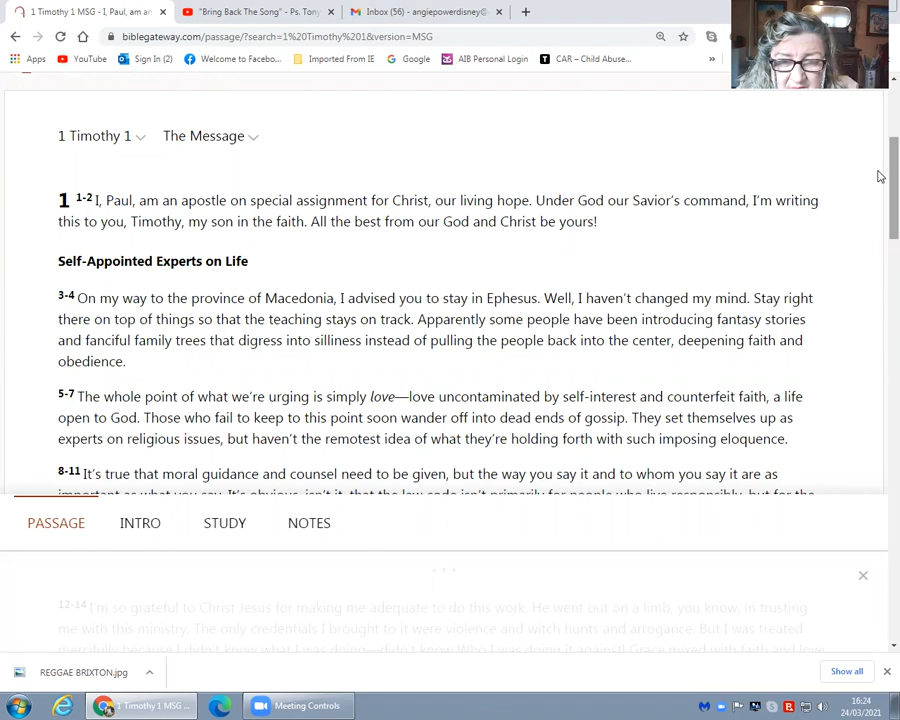 1 Timothy 1 MSG - I, Paul, am an
"Bring Back The Song" - Ps. Tony
Inbox (56) - angiepowerdisney@
biblegateway.com/passage/?search=1%20Timothy%201&version=MSG
Apps
YouTube
Sign In (2)
Welcome to Facebo...
Imported From IE
Google
AIB Personal Login
CAR – Child Abuse...
»
1 Timothy 1
The Message
1 1-2 I, Paul, am an apostle on special assignment for Christ, our living hope. Under God our Savior's command, I'm writing
this to you, Timothy, my son in the faith. All the best from our God and Christ be yours!
Self-Appointed Experts on Life
3-4 On my way to the province of Macedonia, I advised you to stay in Ephesus. Well, I haven't changed my mind. Stay right
there on top of things so that the teaching stays on track. Apparently some people have been introducing fantasy stories
and fanciful family trees that digress into silliness instead of pulling the people back into the center, deepening faith and
obedience.
5-7 The whole point of what we're urging is simply love—love uncontaminated by self-interest and counterfeit faith, a life
open to God. Those who fail to keep to this point soon wander off into dead ends of gossip. They set themselves up as
experts on religious issues, but haven't the remotest idea of what they're holding forth with such imposing eloquence.
8-11 It's true that moral guidance and counsel need to be given, but the way you say it and to whom you say it are as
important as what you say. It's obvious, isn't it, that the law code isn't primarily for people who live responsibly, but for the
PASSAGE
INTRO
STUDY
NOTES
12-14 I'm so grateful to Christ Jesus for making me adequate to do this work. He went out on a limb, you know, in trusting
me with this ministry. The only credentials I brought to it were violence and witch hunts and arrogance. But I was treated
mercifully because I didn't know what I was doing—didn't know Who I was doing it against! Grace mixed with faith and love
REGGAE BRIXTON.jpg
Show all
1 Timothy 1 MSG ...
Meeting Controls
16:24
24/03/2021